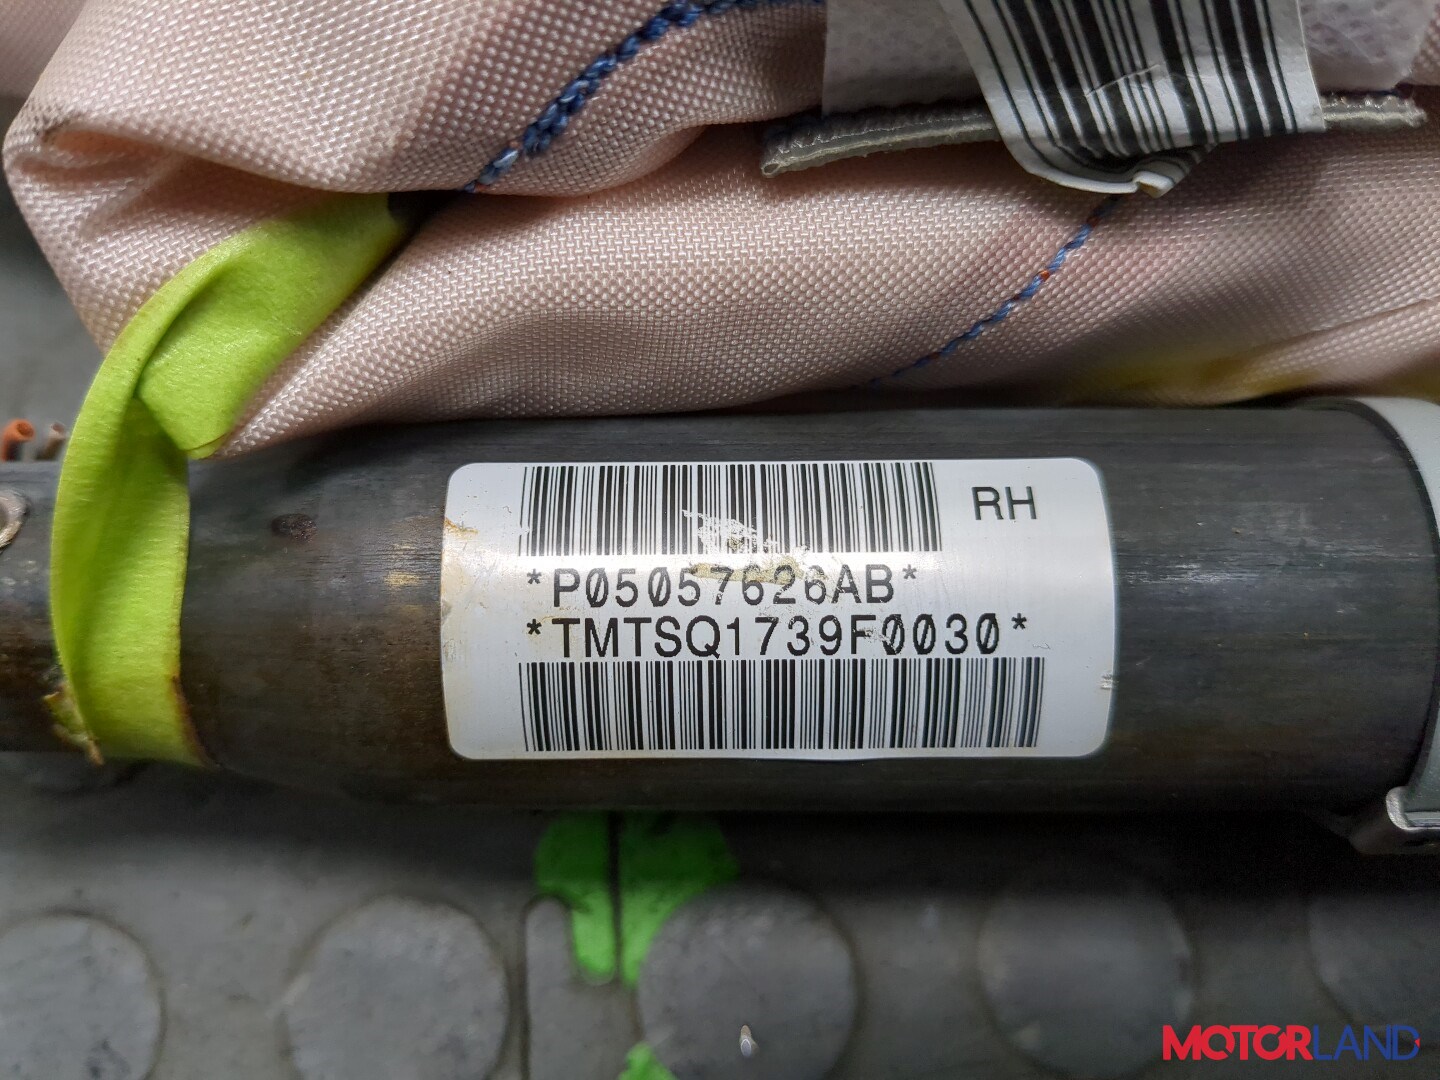 RH
*P05057626AB*
*TMTSQ1739F0030*
MOTORLAND